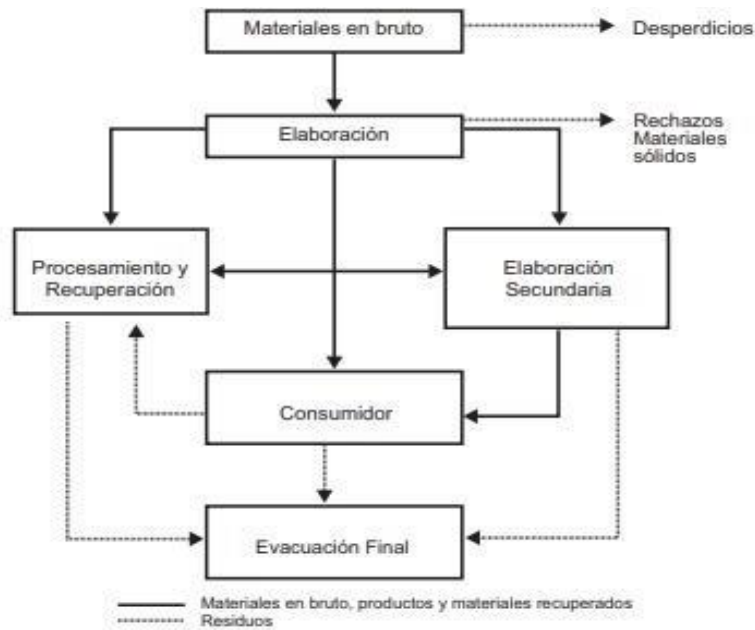 Materiales en bruto
Desperdicios
Elaboración
Rechazos
Materiales
sólidos
Procesamiento y
Recuperación
Elaboración
Secundaria
Consumidor
Evacuación Final
Materiales en bruto, productos y materiales recuperados
Residuos